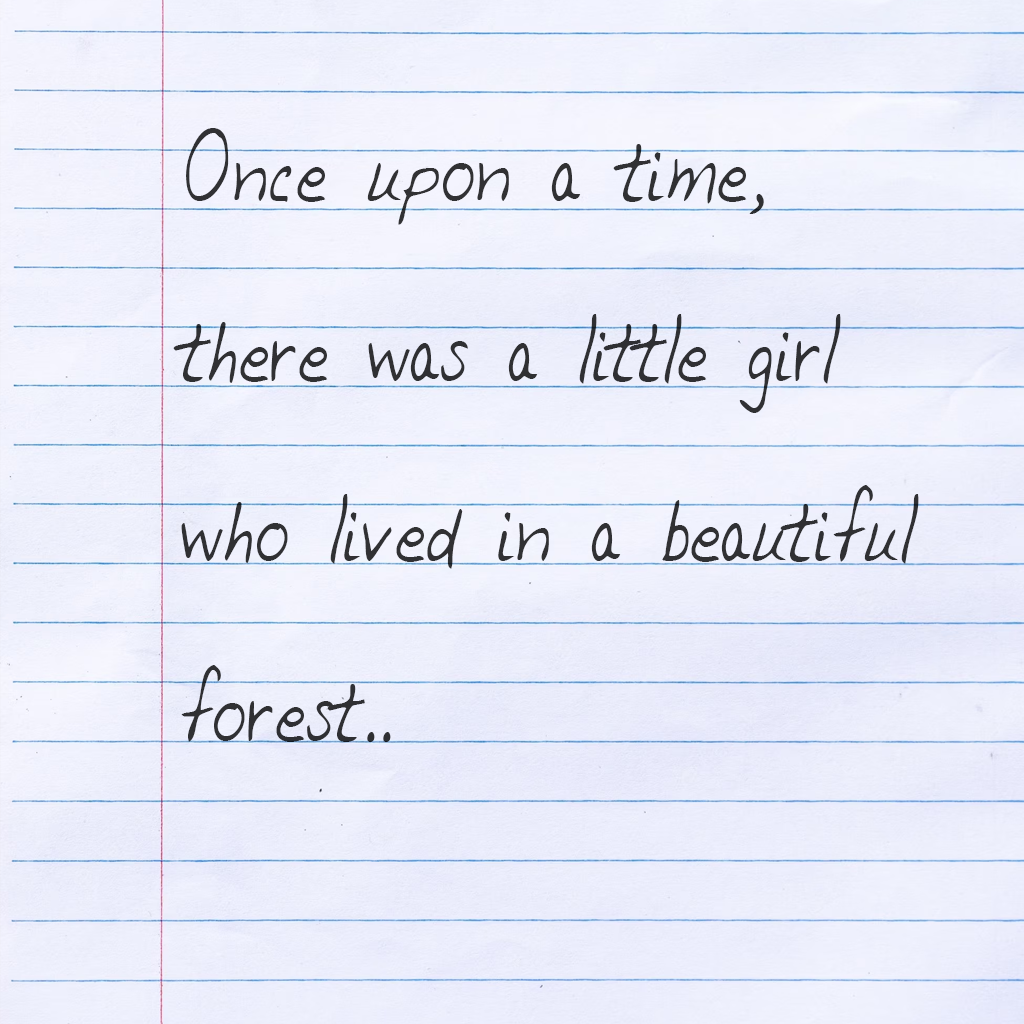 Once upon a time,
there was a little girl
who lived in a beautiful
forest..